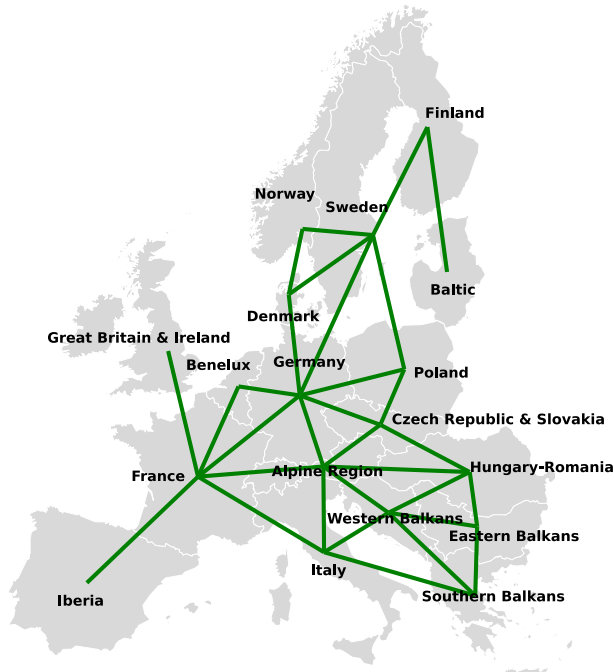 Finland
Norway
Sweden
Baltic
Denmark
Great Britain & Ireland
Benelux
Germany
Poland
Czech Republic & Slovakia
France
Alpine Region
Hungary-Romania
Western Balkans
Eastern Balkans
Italy
Southern Balkans
Iberia